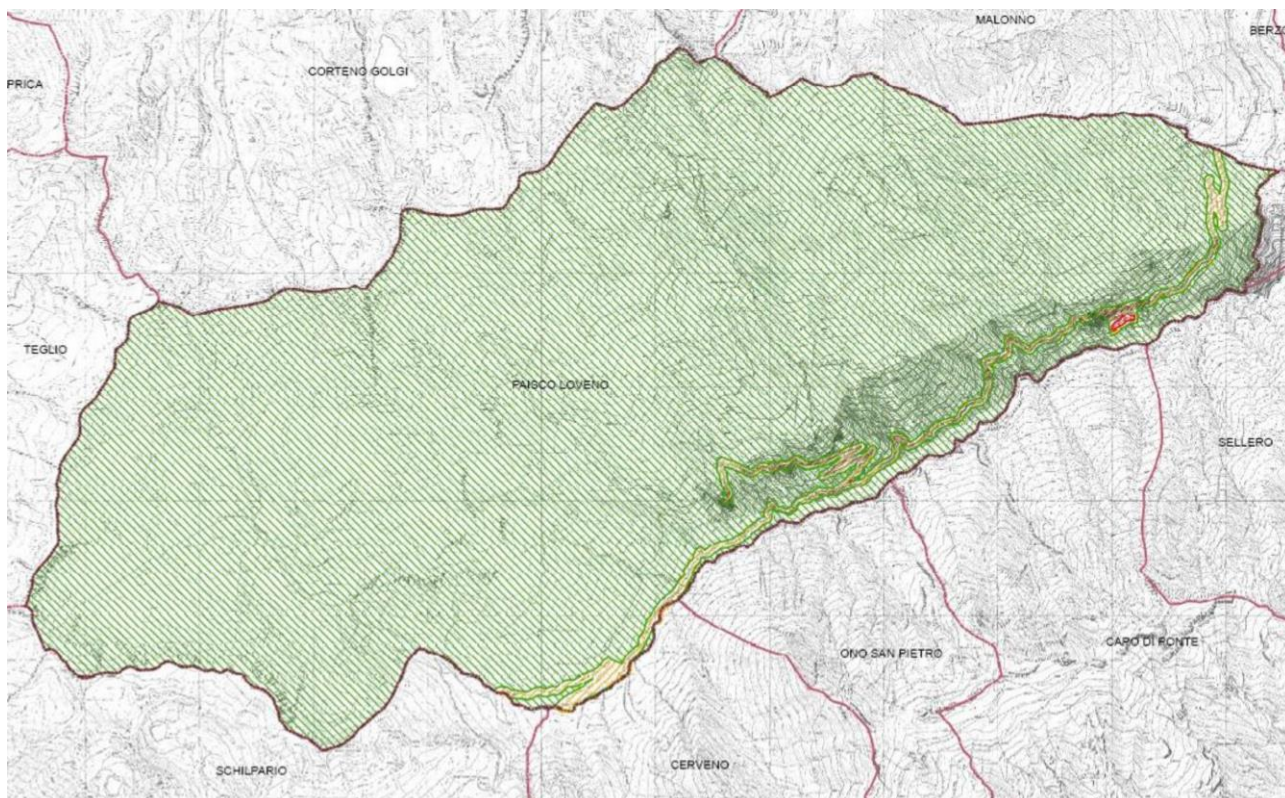 MALONNO
BERZO
CORTENO GOLGI
PRICA
TEGLIO
PAISCO LOVENO
SELLERO
CAPO DI PONTE
ONO SAN PIETRO
CERVENO
SCHILPARIO